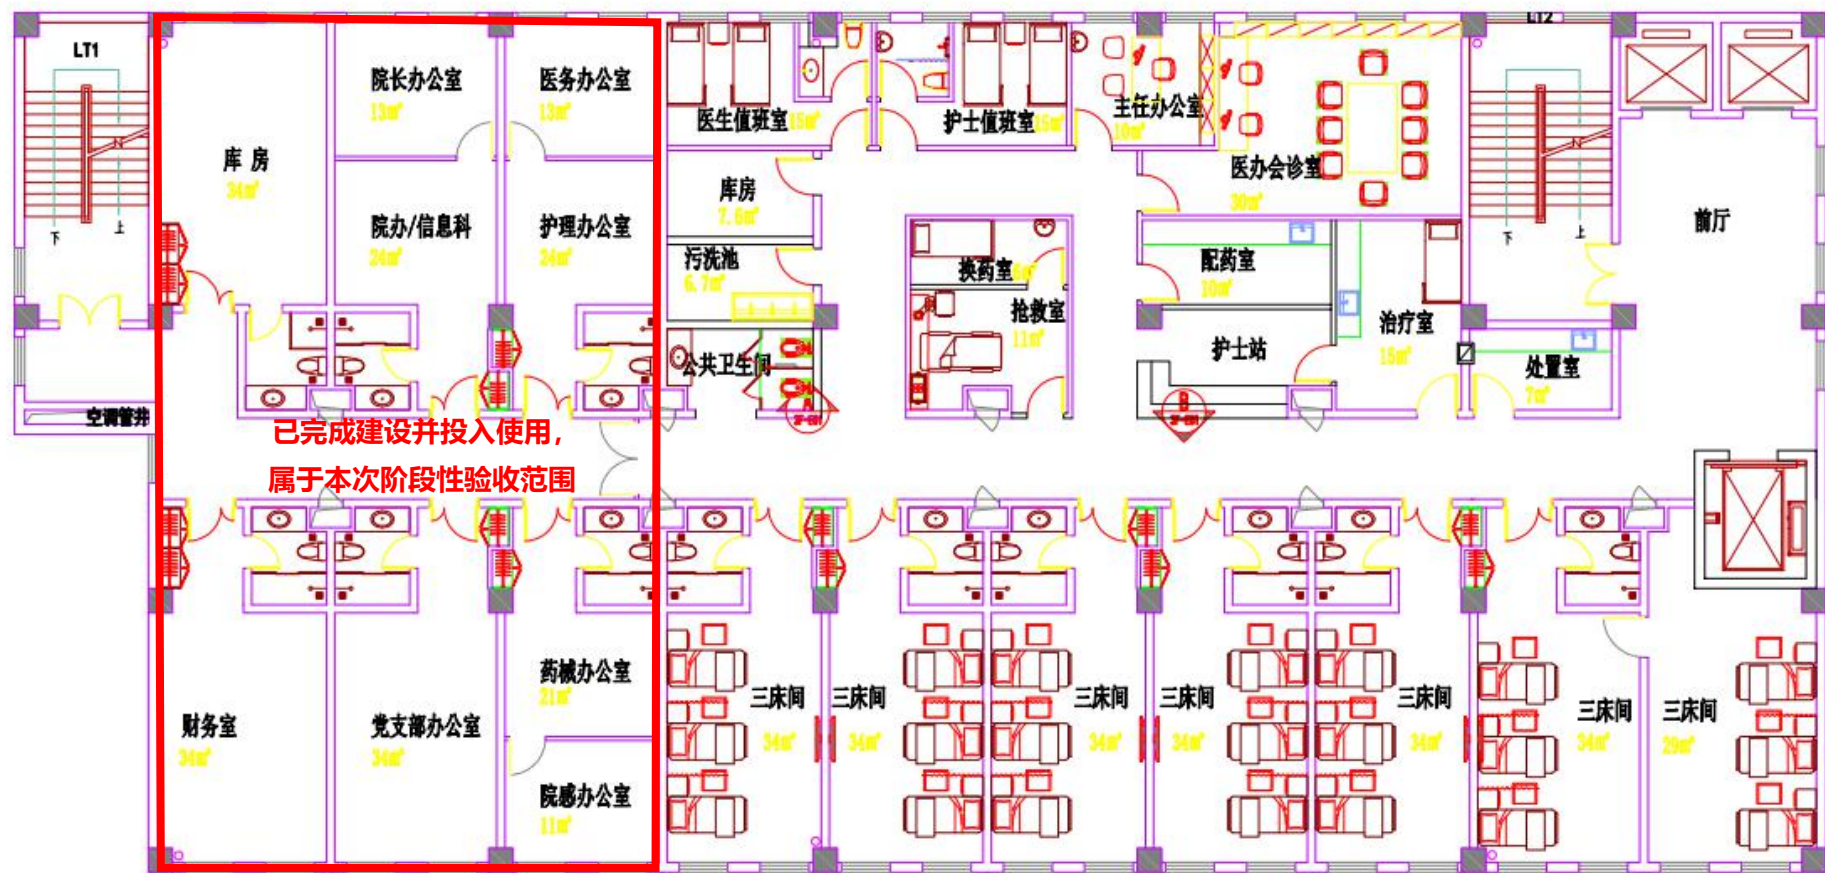 LT1
下
上
空调管井
库 房
34㎡
院长办公室
13㎡
医务办公室
13㎡
院办/信息科
24㎡
护理办公室
24㎡
已完成建设并投入使用，
属于本次阶段性验收范围
财务室
34㎡
党支部办公室
34㎡
药械办公室
21㎡
院感办公室
11㎡
医生值班室 15㎡
护士值班室 15㎡
主任办公室
10㎡
医办会诊室
30㎡
库房
7.6㎡
污洗池
6.7㎡
公共卫生间
换药室 6㎡
抢救室
11㎡
配药室
10㎡
护士站
治疗室
15㎡
处置室
7㎡
LT2
下
上
前厅
三床间
34㎡
三床间
34㎡
三床间
34㎡
三床间
34㎡
三床间
34㎡
三床间
34㎡
三床间
29㎡